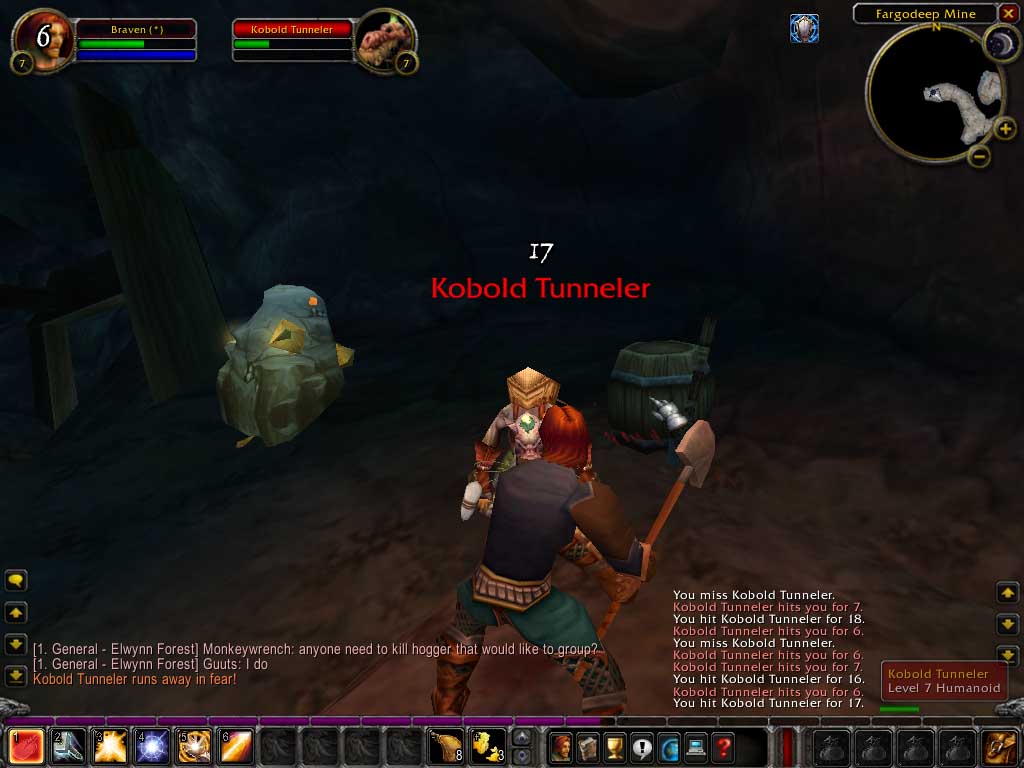 Braven (*)
6
7
Kobold Tunneler
7
Fargodeep Mine
N
17
Kobold Tunneler
You miss Kobold Tunneler.
Kobold Tunneler hits you for 7.
You hit Kobold Tunneler for 18.
Kobold Tunneler hits you for 6.
You miss Kobold Tunneler.
Kobold Tunneler hits you for 6.
Kobold Tunneler hits you for 7.
You hit Kobold Tunneler for 16.
Kobold Tunneler hits you for 6.
You hit Kobold Tunneler for 17.
[1. General - Elwynn Forest] Monkeywrench: anyone need to kill hogger that would like to group?
[1. General - Elwynn Forest] Guuts: I do
Kobold Tunneler runs away in fear!
Kobold Tunneler
Level 7 Humanoid
1 2 3 4 5 6 8 3